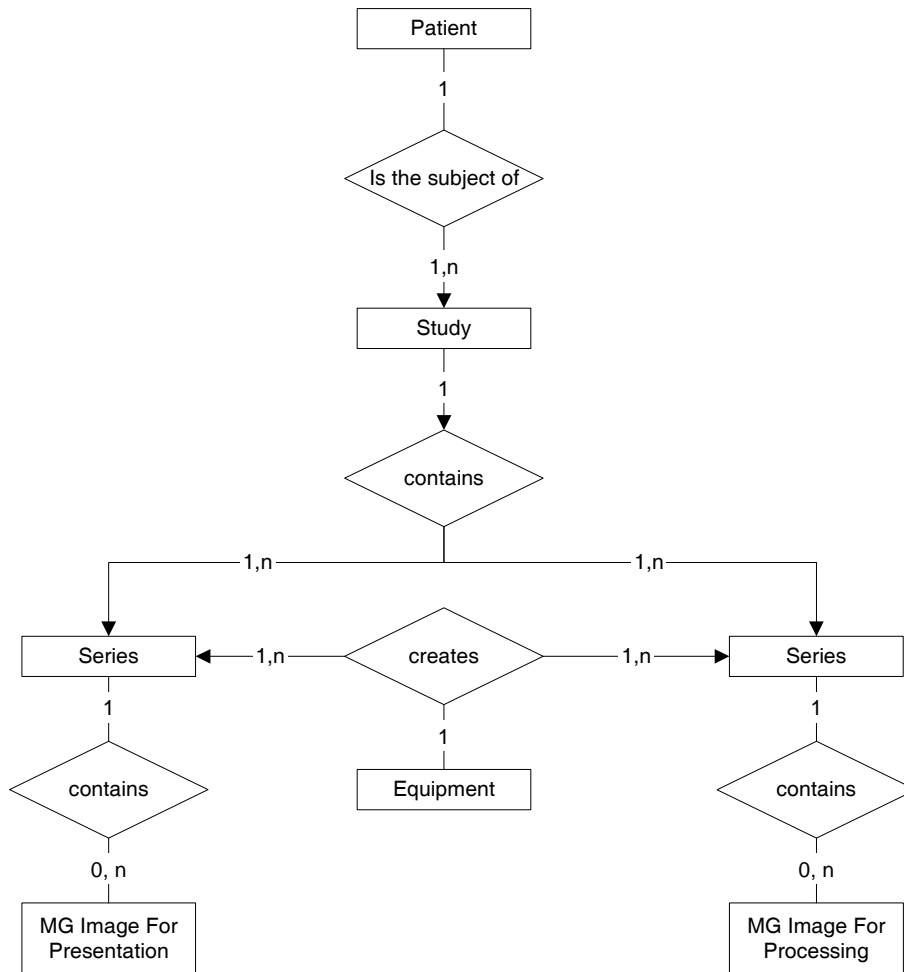 Patient
1
Is the subject of
1,n
Study
1
contains
1,n
1,n
Series
1,n
creates
1,n
Series
1
1
1
contains
Equipment
contains
0, n
0, n
MG Image For
Presentation
MG Image For
Processing